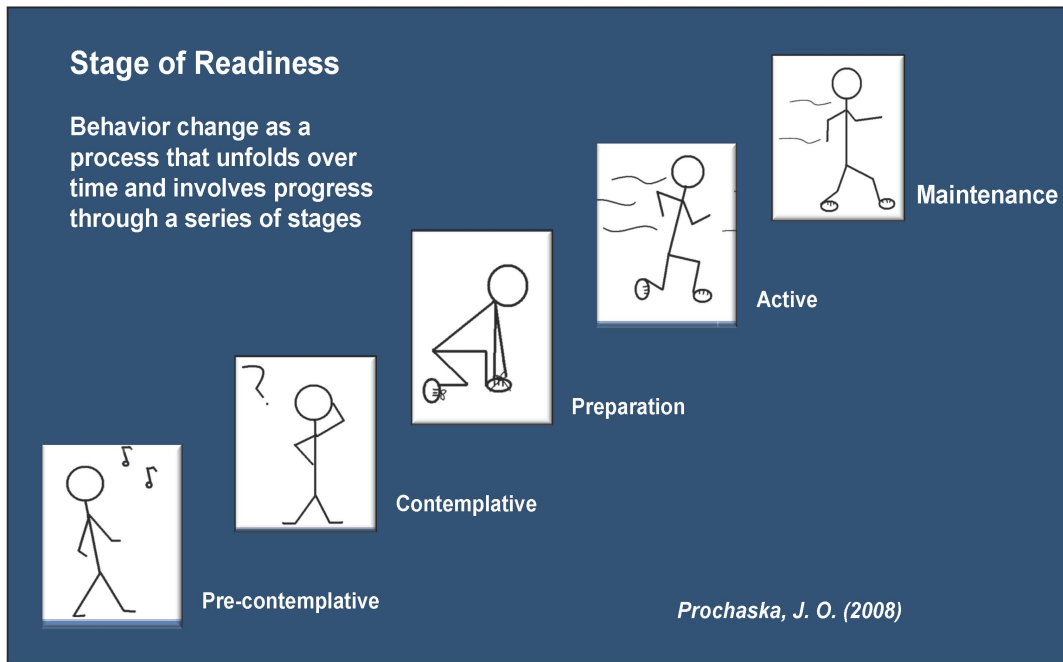 Stage of Readiness
Behavior change as a
process that unfolds over
time and involves progress
through a series of stages
Maintenance
Active
Preparation
Contemplative
Pre-contemplative
Prochaska, J. O. (2008)
?